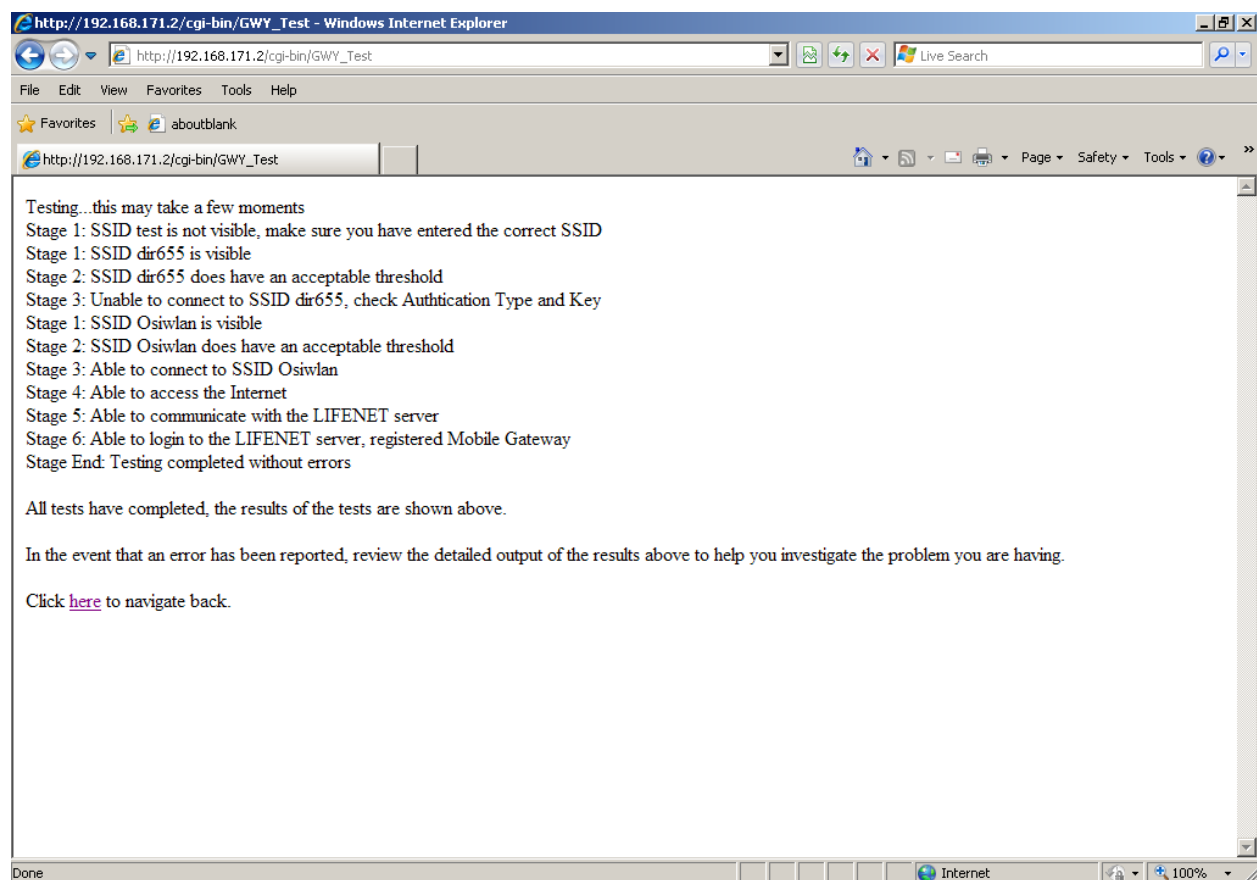 http://192.168.171.2/cgi-bin/GWY_Test - Windows Internet Explorer
http://192.168.171.2/cgi-bin/GWY_Test
Live Search
File Edit View Favorites Tools Help
Favorites aboutblank
http://192.168.171.2/cgi-bin/GWY_Test
Page Safety Tools »
Testing...this may take a few moments
Stage 1: SSID test is not visible, make sure you have entered the correct SSID
Stage 1: SSID dir655 is visible
Stage 2: SSID dir655 does have an acceptable threshold
Stage 3: Unable to connect to SSID dir655, check Authtication Type and Key
Stage 1: SSID Osiwlan is visible
Stage 2: SSID Osiwlan does have an acceptable threshold
Stage 3: Able to connect to SSID Osiwlan
Stage 4: Able to access the Internet
Stage 5: Able to communicate with the LIFENET server
Stage 6: Able to login to the LIFENET server, registered Mobile Gateway
Stage End: Testing completed without errors
All tests have completed, the results of the tests are shown above.
In the event that an error has been reported, review the detailed output of the results above to help you investigate the problem you are having.
Click here to navigate back.
Done Internet 100%